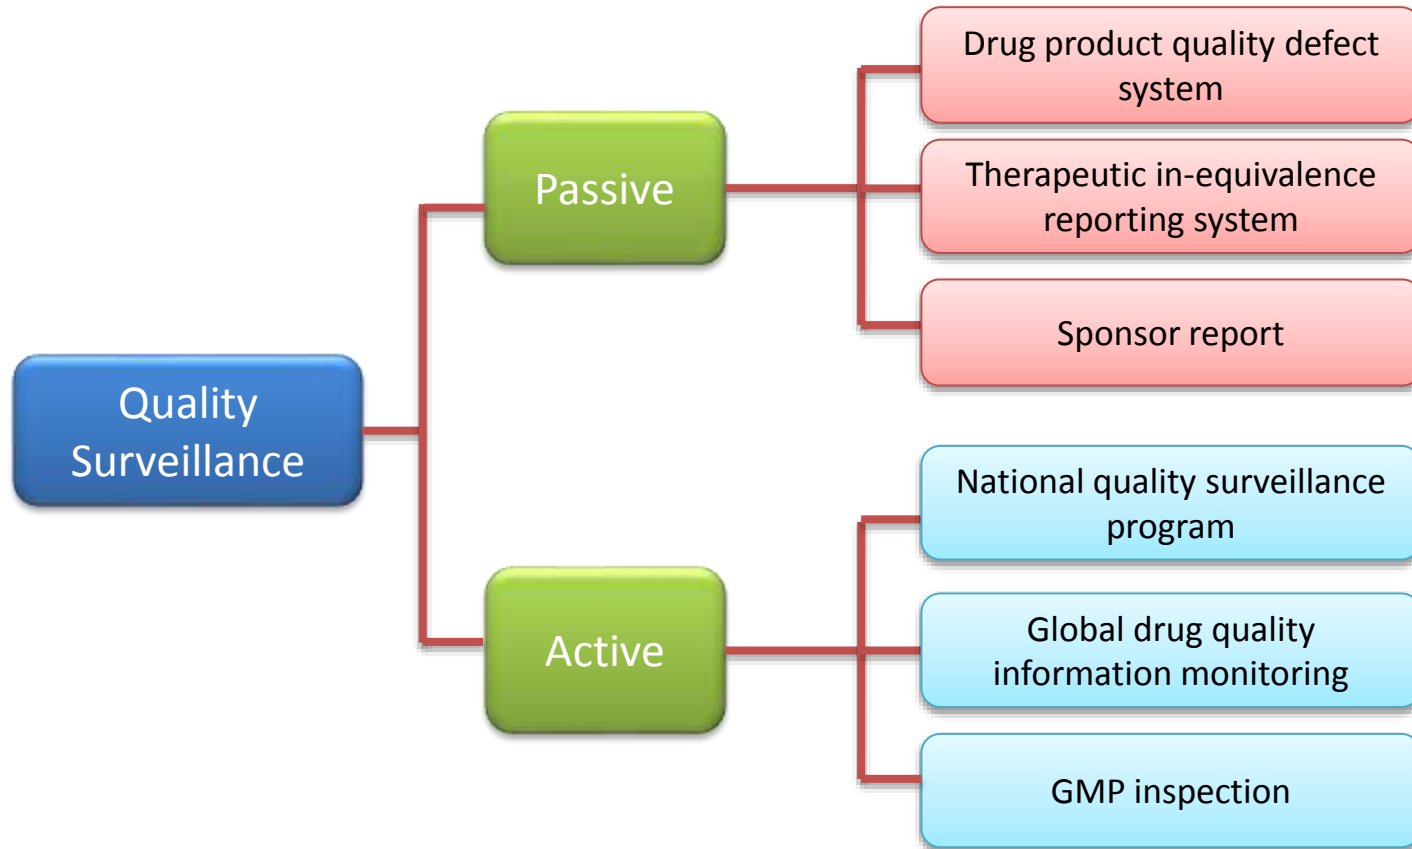 Quality
Surveillance
Passive
Drug product quality defect
system
Therapeutic in-equivalence
reporting system
Sponsor report
Active
National quality surveillance
program
Global drug quality
information monitoring
GMP inspection